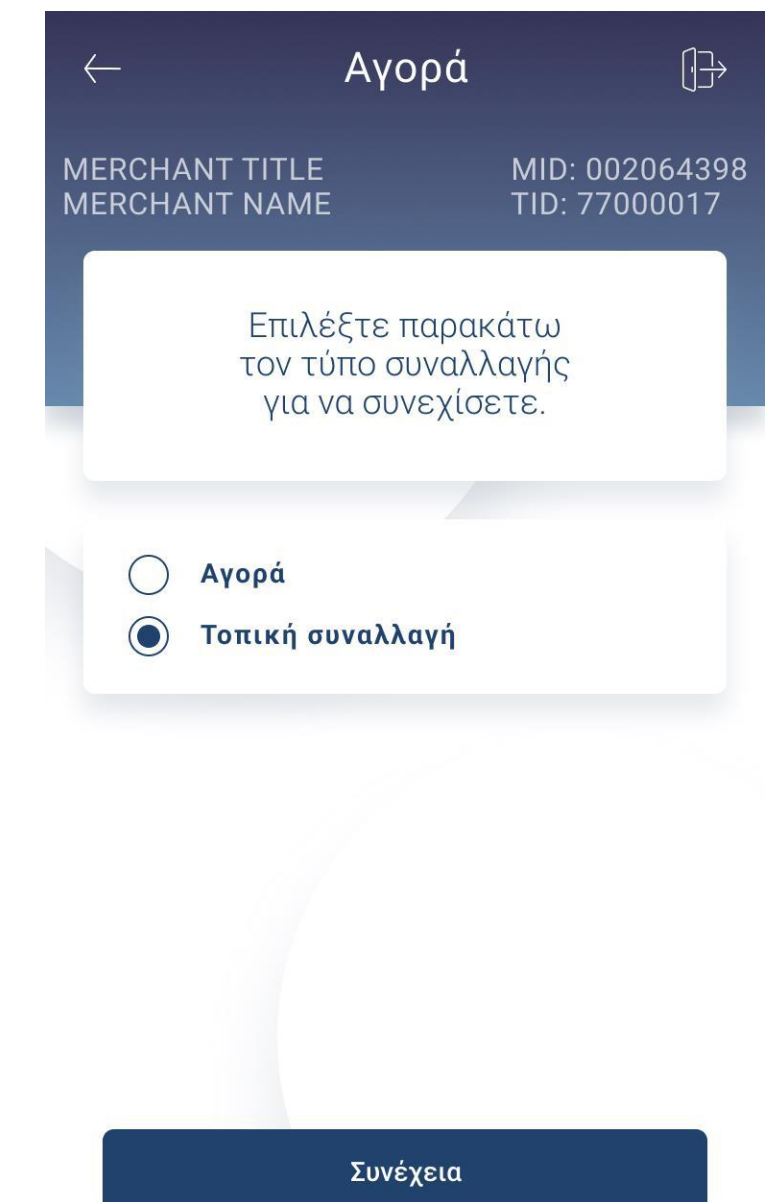 Αγορά
MERCHANT TITLE
MID: 002064398
MERCHANT NAME
TID: 77000017
Επιλέξτε παρακάτω
τον τύπο συναλλαγής
για να συνεχίσετε.
Αγορά
Τοπική συναλλαγή
Συνέχεια